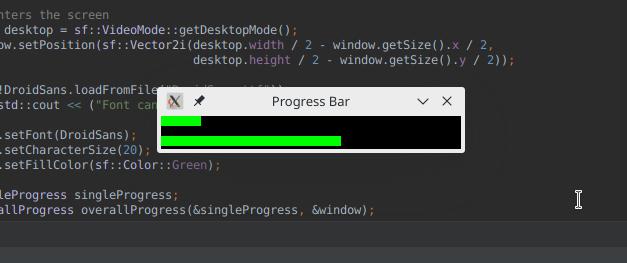 nters the screen
desktop = sf::VideoMode::getDesktopMode();
ow.setPosition(sf::Vector2i(desktop.width / 2 - window.getSize().x / 2,
desktop.height / 2 - window.getSize().y / 2));
!DroidSans.loadFromFile(
std::cout << ("Font can
Progress Bar
.setFont(DroidSans);
.setCharacterSize(20);
.setFillColor(sf::Color::Green);
leProgress singleProgress;
allProgress overallProgress(&singleProgress, &window);